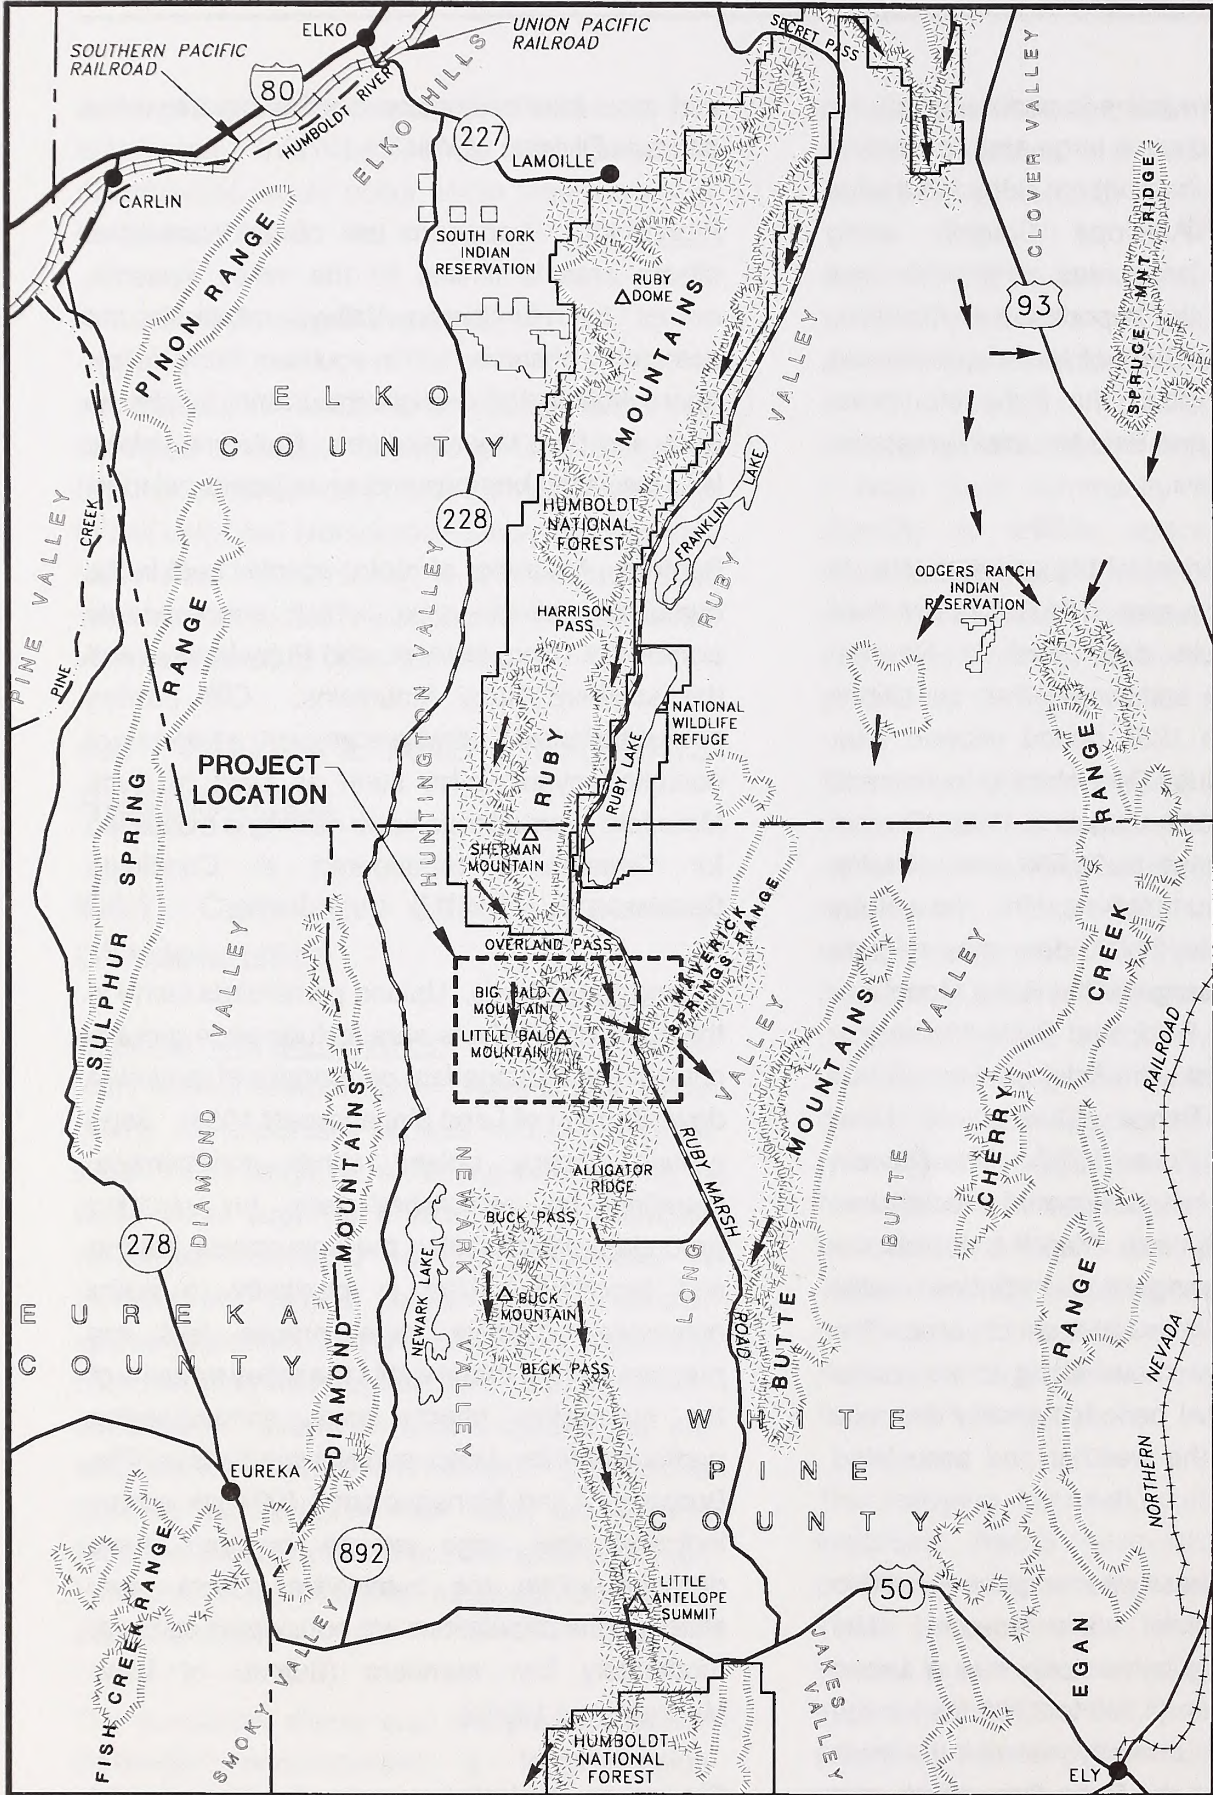 ELKO
UNION PACIFIC
RAILROAD
SOUTHERN PACIFIC
RAILROAD
80
HUMBOLDT RIVER
ELKO HILLS
SECRET PASS
CLOVER VALLEY
227
LAMOILLE
CARLIN
SOUTH FORK
INDIAN
RESERVATION
RUBY
DOME
93
SPRUCE MNT. RIDGE
PINON RANGE
MOUNTAINS
VALLEY
ELKO
COUNTY
228
HUMBOLDT
NATIONAL
FOREST
FRANKLIN LAKE
RUBY
PINE VALLEY
CREEK
PINE
ODGERS RANCH
INDIAN
RESERVATION
HARRISON
PASS
RANGE
HUNTINGTON VALLEY
NATIONAL
WILDLIFE
REFUGE
RUBY
RUBY LAKE
PROJECT
LOCATION
RANGE
SULPHUR SPRING
SHERMAN
MOUNTAIN
MAVERICK
SPRINGS RANGE
OVERLAND PASS
BIG BALD
MOUNTAIN
LITTLE BALD
MOUNTAIN
VALLEY
DIAMOND
VALLEY
VALLEY
BUTTE
MOUNTAINS
CREEK
CHERRY
RAILROAD
DIAMOND MOUNTAINS
NEWARK VALLEY
ALLIGATOR
RIDGE
RUBY MARSH
ROAD
LONG
BUCK PASS
278
NEWARK LAKE
BUCK
MOUNTAIN
BUTTE
RANGE
NEVADA
NORTHERN
EUREKA
COUNTY
BECK PASS
WHITE
PINE
COUNTY
EUREKA
892
FISH CREEK RANGE
SMOKY VALLEY
LITTLE
ANTELOPE
SUMMIT
50
JAKES
VALLEY
EGAN
HUMBOLDT
NATIONAL
FOREST
ELY